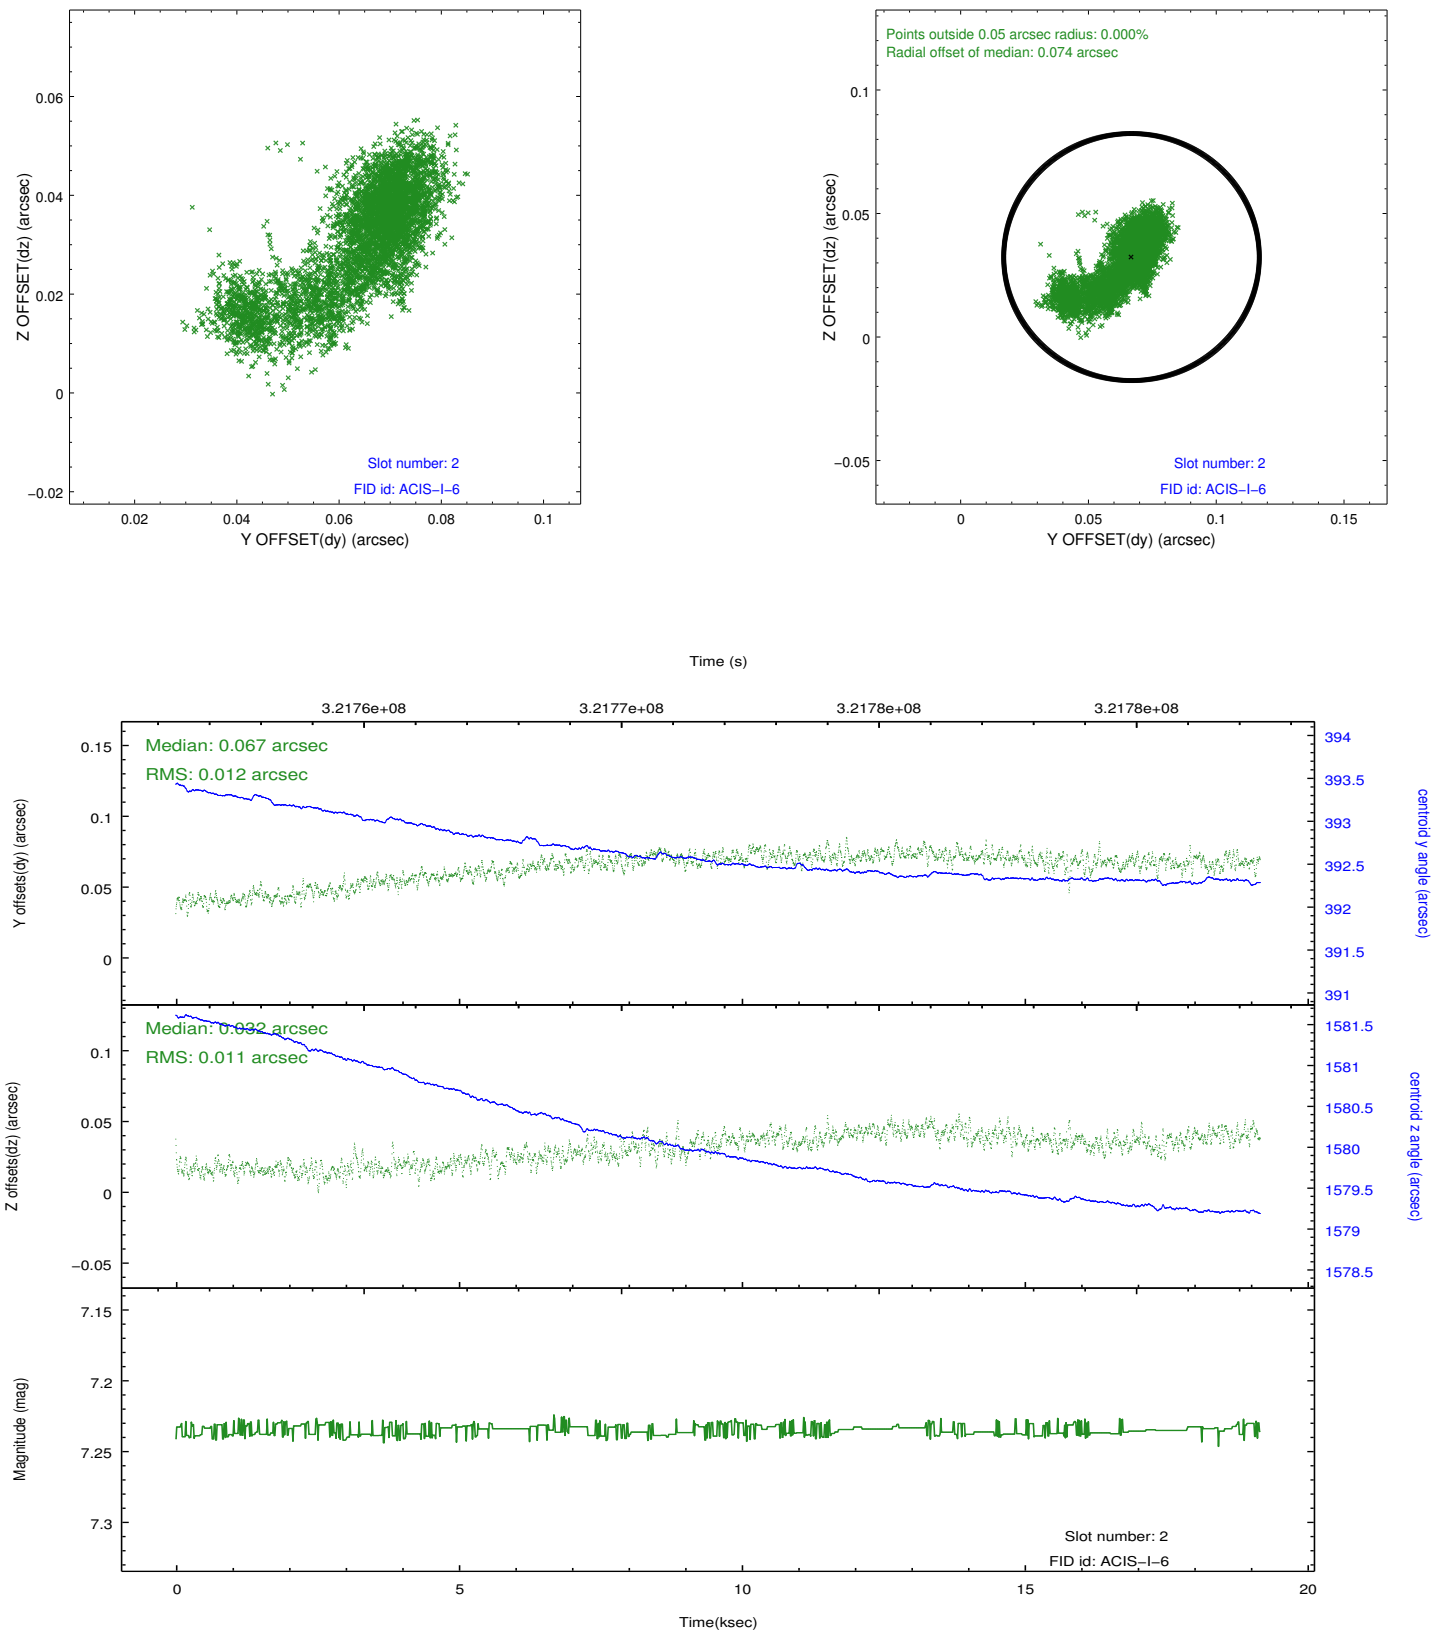 0.06
0.04
0.02
0
−0.02
Z OFFSET(dz) (arcsec)
Slot number: 2
FID id: ACIS−I−6
0.02 0.04 0.06 0.08 0.1
Y OFFSET(dy) (arcsec)
Points outside 0.05 arcsec radius: 0.000%
Radial offset of median: 0.074 arcsec
0.1
0.05
0
−0.05
Z OFFSET(dz) (arcsec)
Slot number: 2
FID id: ACIS−I−6
0 0.05 0.1 0.15
Y OFFSET(dy) (arcsec)
Time (s)
3.2176e+08 3.2177e+08 3.2178e+08 3.2178e+08
Median: 0.067 arcsec
RMS: 0.012 arcsec
0.15
0.1
0.05
0
Y offsets(dy) (arcsec)
394
393.5
393
392.5
392
391.5
391
centroid y angle (arcsec)
Median: 0.032 arcsec
RMS: 0.011 arcsec
0.1
0.05
0
−0.05
Z offsets(dz) (arcsec)
1581.5
1581
1580.5
1580
1579.5
1579
1578.5
centroid z angle (arcsec)
7.15
7.2
7.25
7.3
Magnitude (mag)
Slot number: 2
FID id: ACIS−I−6
0 5 10 15 20
Time(ksec)